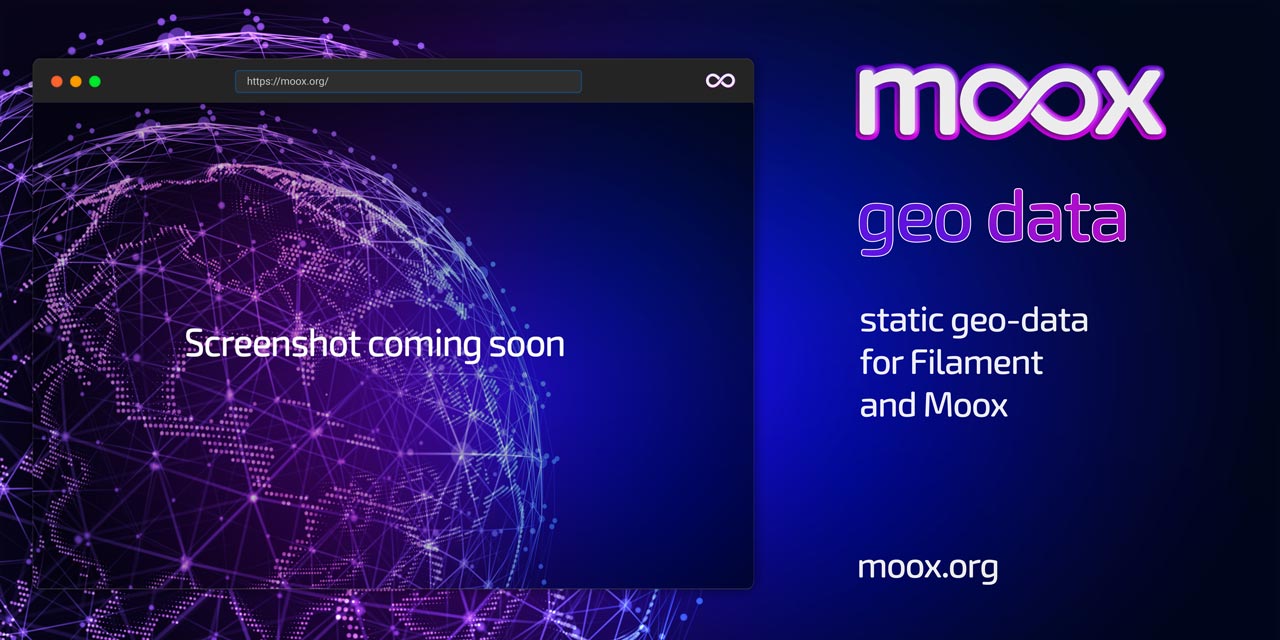 https://moox.org/
Screenshot coming soon
moox
geo data
static geo-data
for Filament
and Moox
moox.org